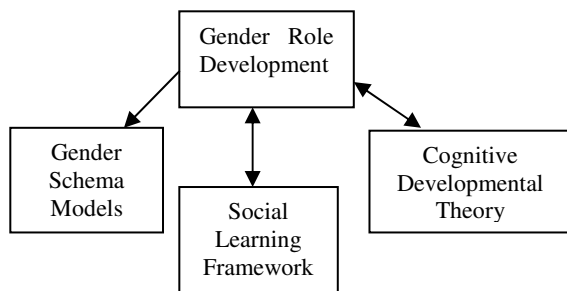 Gender Role
Development
Gender
Schema
Models
Social
Learning
Framework
Cognitive
Developmental
Theory